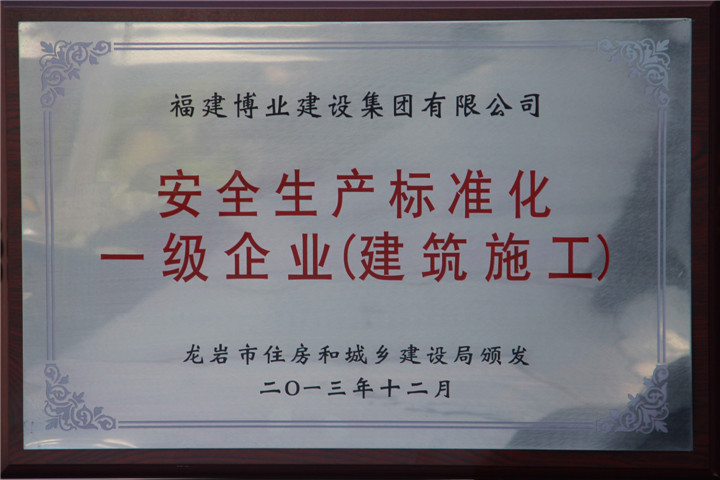 福建博业建设集团有限公司
安全生产标准化
一级企业(建筑施工)
龙岩市住房和城乡建设局颁发
二〇一三年十二月